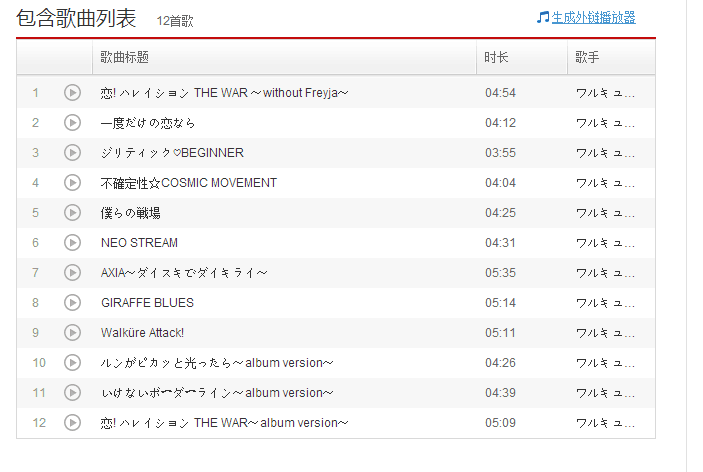 包含歌曲列表 12首歌 生成外链播放器
歌曲标题 时长 歌手
1 恋! ハレイション THE WAR ～without Freyja～ 04:54 ワルキュ...
2 一度だけの恋なら 04:12 ワルキュ...
3 ジリティック♡BEGINNER 03:55 ワルキュ...
4 不確定性☆COSMIC MOVEMENT 04:04 ワルキュ...
5 僕らの戦場 04:25 ワルキュ...
6 NEO STREAM 04:31 ワルキュ...
7 AXIA～ダイスキでダイキライ～ 05:35 ワルキュ...
8 GIRAFFE BLUES 05:14 ワルキュ...
9 Walküre Attack! 05:11 ワルキュ...
10 ルンがピカッと光ったら～album version～ 04:26 ワルキュ...
11 いけないボーダーライン～album version～ 04:39 ワルキュ...
12 恋! ハレイション THE WAR～album version～ 05:09 ワルキュ...